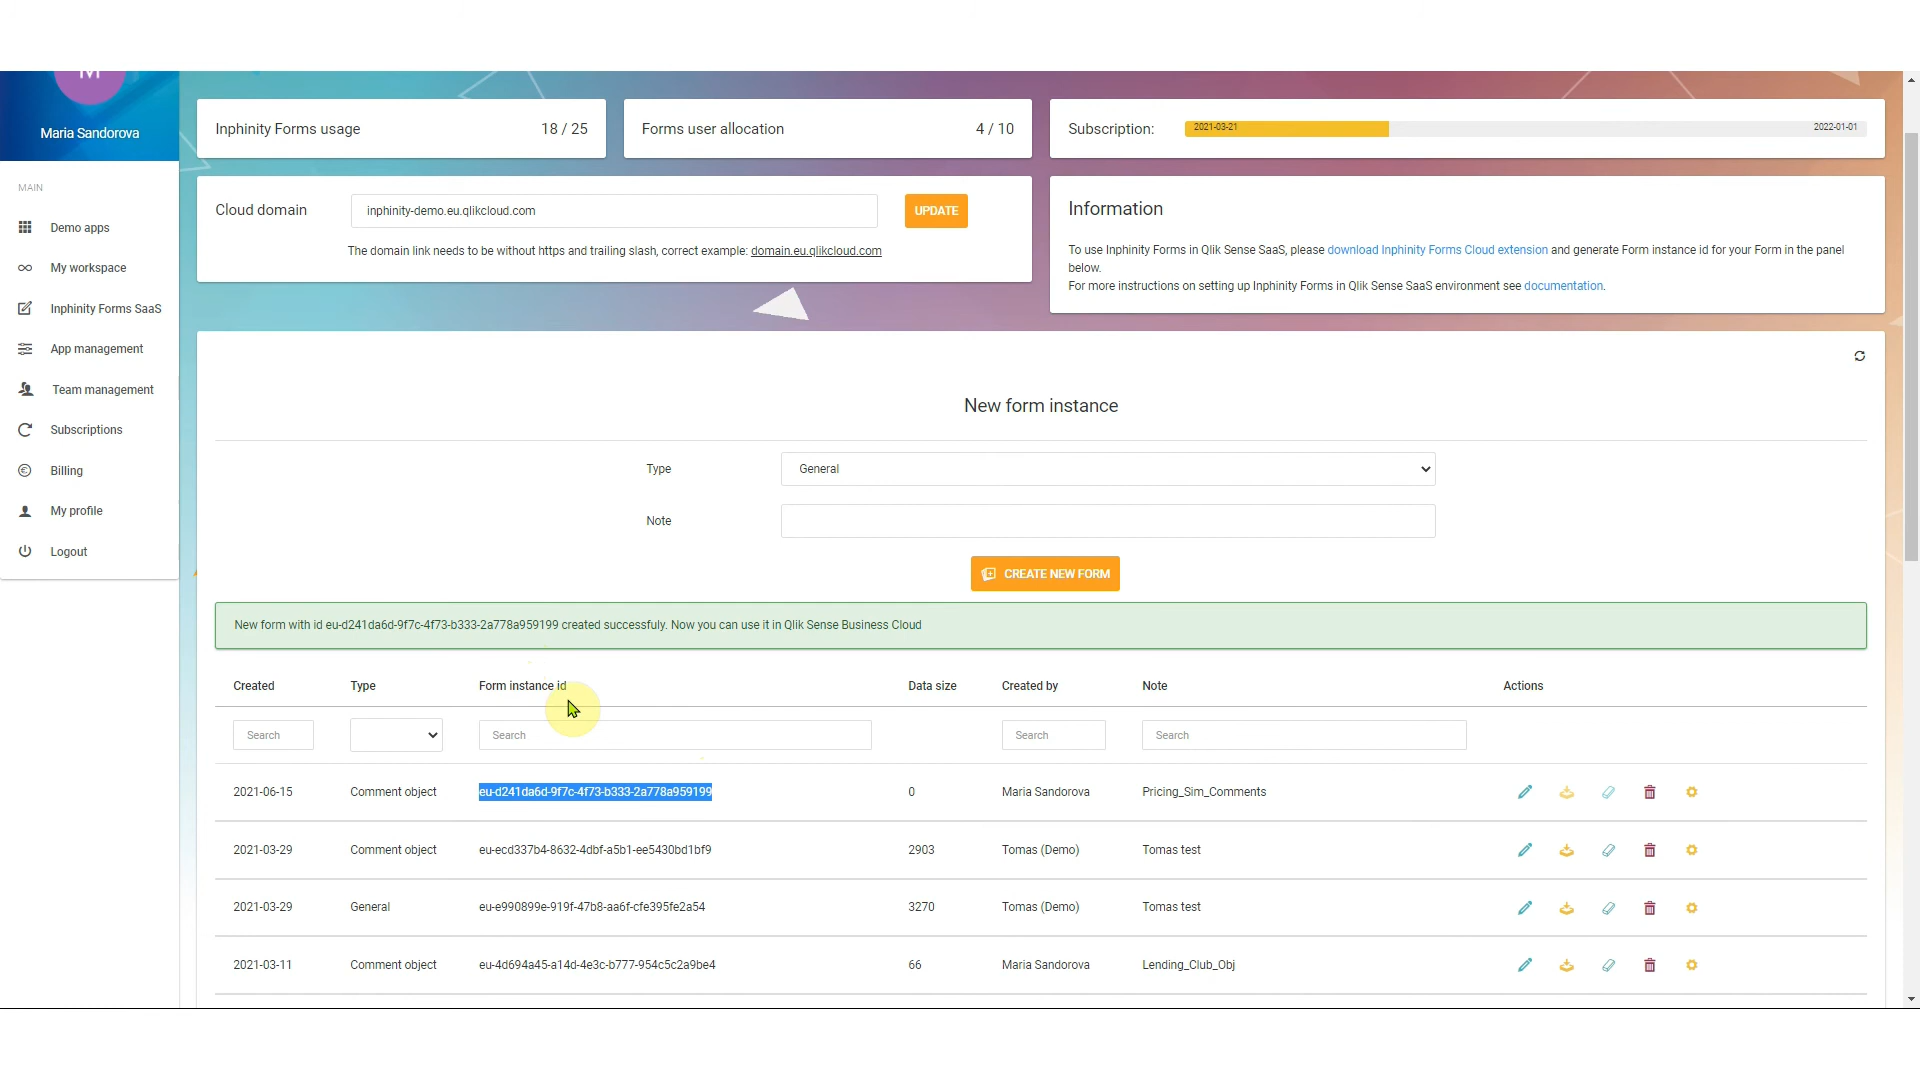 Maria Sandorova
MAIN
Demo apps
My workspace
Inphinity Forms SaaS
App management
Team management
Subscriptions
Billing
My profile
Logout
Inphinity Forms usage 18 / 25
Forms user allocation 4 / 10
Subscription: 2021-03-21 2022-01-01
Cloud domain inphinity-demo.eu.qlikcloud.com UPDATE
The domain link needs to be without https and trailing slash, correct example: domain.eu.qlikcloud.com
Information
To use Inphinity Forms in Qlik Sense SaaS, please download Inphinity Forms Cloud extension and generate Form instance id for your Form in the panel
below.
For more instructions on setting up Inphinity Forms in Qlik Sense SaaS environment see documentation.
New form instance
Type General
Note
CREATE NEW FORM
New form with id eu-d241da6d-9f7c-4f73-b333-2a778a959199 created successfuly. Now you can use it in Qlik Sense Business Cloud
Created Type Form instance id Data size Created by Note Actions
Search Search Search Search
2021-06-15 Comment object eu-d241da6d-9f7c-4f73-b333-2a778a959199 0 Maria Sandorova Pricing_Sim_Comments
2021-03-29 Comment object eu-ecd337b4-8632-4dbf-a5b1-ee5430bd1bf9 2903 Tomas (Demo) Tomas test
2021-03-29 General eu-e990899e-919f-47b8-aa6f-cfe395fe2a54 3270 Tomas (Demo) Tomas test
2021-03-11 Comment object eu-4d694a45-a14d-4e3c-b777-954c5c2a9be4 66 Maria Sandorova Lending_Club_Obj